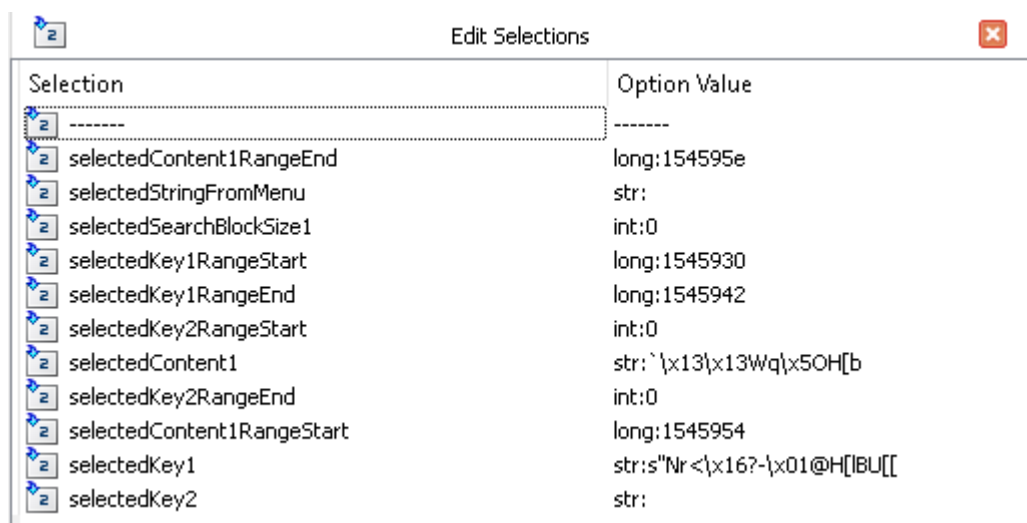 Edit Selections
Selection Option Value
------- -------
selectedContent1RangeEnd long:154595e
selectedStringFromMenu str:
selectedSearchBlockSize1 int:0
selectedKey1RangeStart long:1545930
selectedKey1RangeEnd long:1545942
selectedKey2RangeStart int:0
selectedContent1 str:`\x13\x13Wq\x5OH[b
selectedKey2RangeEnd int:0
selectedContent1RangeStart long:1545954
selectedKey1 str:s"Nr<\x16?-\x01@H[lBU[[
selectedKey2 str: